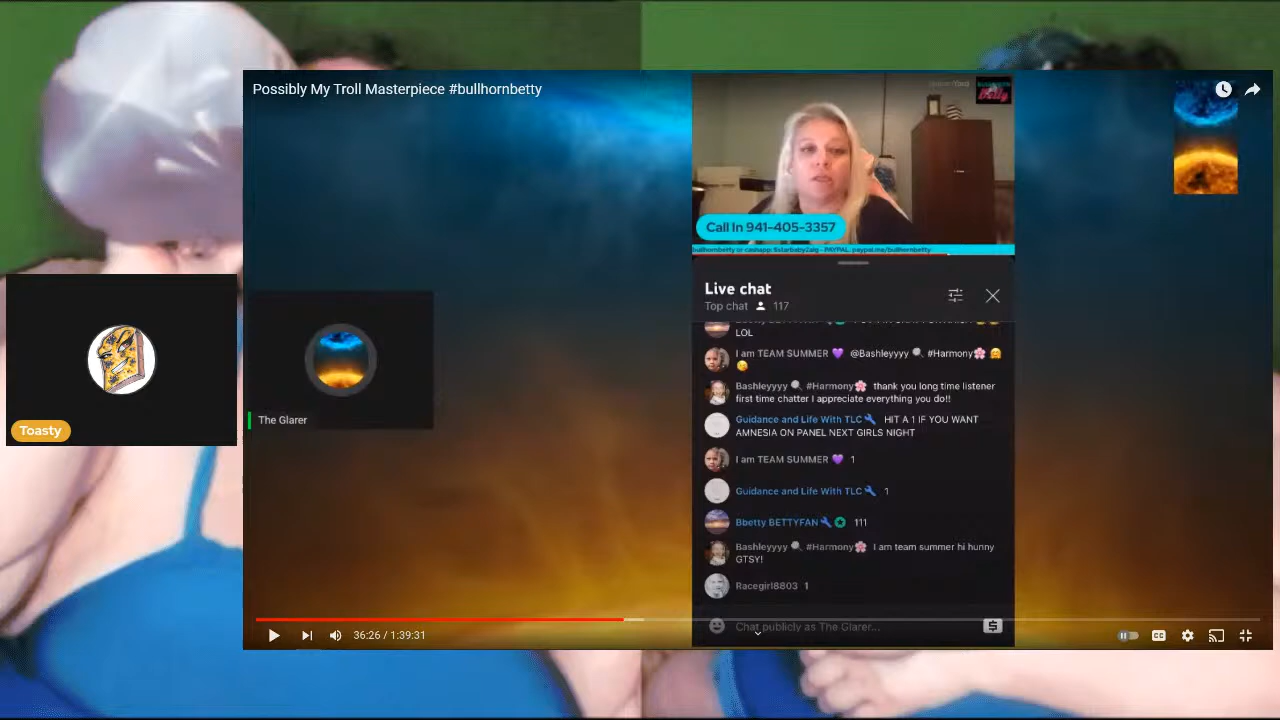 Possibly My Troll Masterpiece #bullhornbetty
Call In 941-405-3357
Live chat
Top chat 117
LOL
I am TEAM SUMMER 💜 @Bashleyyyy #Harmony🌸
Bashleyyyy #Harmony🌸 thank you long time listener
first time chatter I appreciate everything you do!!
Guidance and Life With TLC HIT A 1 IF YOU WANT
AMNESIA ON PANEL NEXT GIRLS NIGHT
I am TEAM SUMMER 💜 1
Guidance and Life With TLC 1
Bbetty BETTYFAN 111
Bashleyyyy #Harmony🌸 I am team summer hi hunny
GTSY!
Racegirl8803 1
Chat publicly as The Glarer...
Toasty
The Glarer
36:26 / 1:39:31
CC